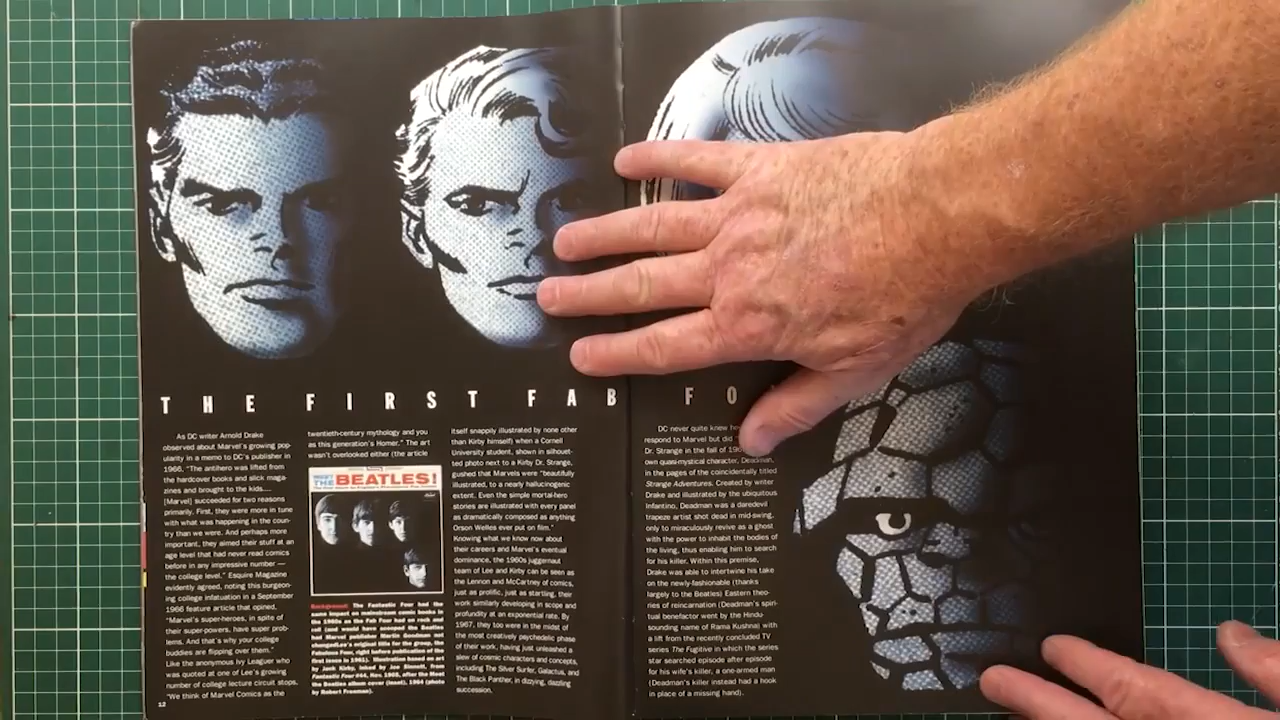 THE FIRST FAB FO
As DC writer Arnold Drake
observed about Marvel's growing pop-
ularity in a memo to DC's publisher in
1966, "The antihero was lifted from
the hardcover books and slick maga-
zines and brought to the kids....
[Marvel] succeeded for two reasons
primarily. First, they were more in tune
with what was happening in the coun-
try than we were. And perhaps more
important, they aimed their stuff at an
age level that had never read comics
before in any impressive number —
the college level." Esquire Magazine
evidently agreed, noting this burgeon-
ing college infatuation in a September
1966 feature article that opined,
"Marvel's super-heroes, in spite of
their super-powers, have super prob-
lems. And that's why your college
buddies are flipping over them."
Like the anonymous Ivy Leaguer who
was quoted at one of Lee's growing
number of college lecture circuit stops,
"We think of Marvel Comics as the
12
twentieth-century mythology and you
as this generation's Homer." The art
wasn't overlooked either (the article
MEET
THE BEATLES!
Background: The Fantastic Four had the
same impact on mainstream comic books in
the 1960s as the Fab Four had on rock and
roll (and would have scooped the Beatles
had Marvel publisher Martin Goodman not
changed Lee's original title for the group, the
Fabulous Four, right before publication of the
first issue in 1961). Illustration based on art
by Jack Kirby, inked by Joe Sinnott, from
Fantastic Four #44, Nov. 1965, after the Meet
the Beatles album cover (inset), 1964 (photo
by Robert Freeman).
itself snappily illustrated by none other
than Kirby himself) when a Cornell
University student, shown in silhouet-
ted photo next to a Kirby Dr. Strange,
gushed that Marvels were "beautifully
illustrated, to a nearly hallucinogenic
extent. Even the simple mortal-hero
stories are illustrated with every panel
as dramatically composed as anything
Orson Welles ever put on film."
Knowing what we know now about
their careers and Marvel's eventual
dominance, the 1960s juggernaut
team of Lee and Kirby can be seen as
the Lennon and McCartney of comics,
just as prolific, just as startling, their
work similarly developing in scope and
profundity at an exponential rate. By
1967, they too were in the midst of
the most creatively psychedelic phase
of their work, having just unleashed a
slew of cosmic characters and concepts,
including The Silver Surfer, Galactus, and
The Black Panther, in dizzying, dazzling
succession.
DC never quite knew
respond to Marvel but did
Dr. Strange in the fall of
own quasi-mystical character, Deadman,
in the pages of the coincidentally titled
Strange Adventures. Created by writer
Drake and illustrated by the ubiquitous
Infantino, Deadman was a daredevil
trapeze artist shot dead in mid-swing,
only to miraculously revive as a ghost
with the power to inhabit the bodies of
the living, thus enabling him to search
for his killer. Within this premise,
Drake was able to intertwine his take
on the newly-fashionable (thanks
largely to the Beatles) Eastern theo-
ries of reincarnation (Deadman's spiri-
tual benefactor went by the Hindu-
sounding name of Rama Kushna) with
a lift from the recently concluded TV
series The Fugitive in which the series
star searched episode after episode
for his wife's killer, a one-armed man
(Deadman's killer instead had a hook
in place of a missing hand).